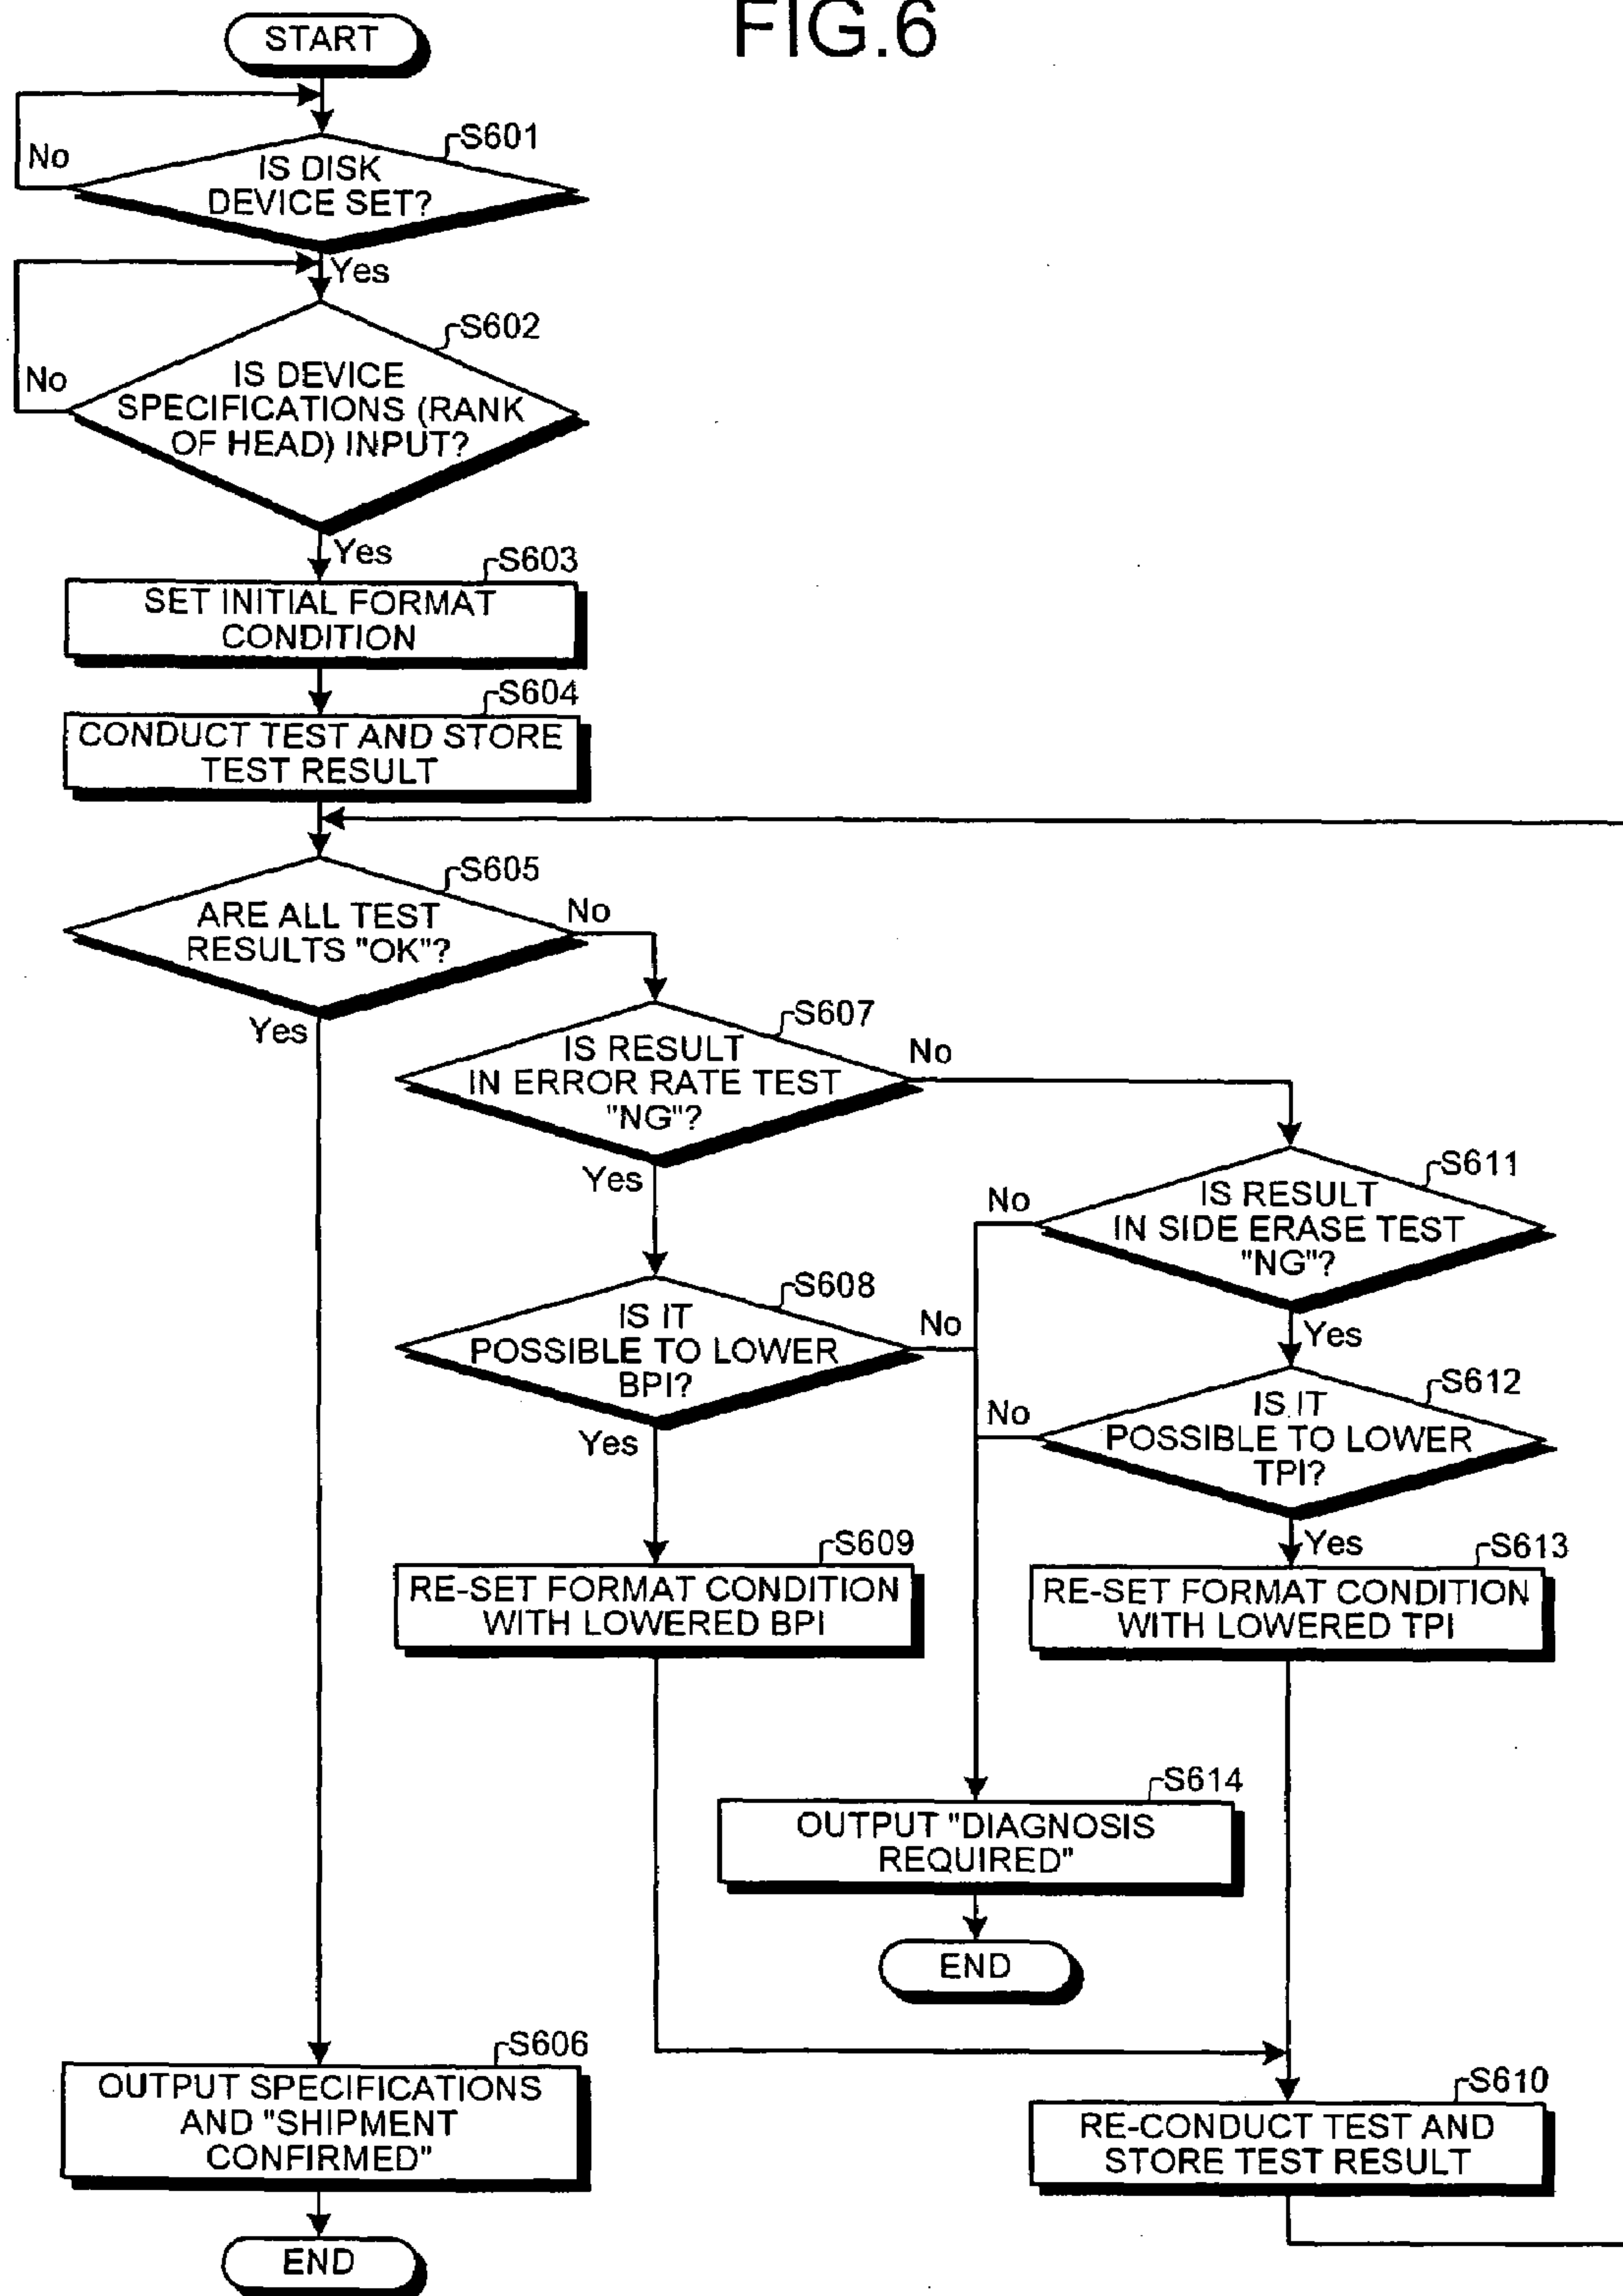 FIG.6
START
S601
No
IS DISK
DEVICE SET?
Yes
S602
No
IS DEVICE
SPECIFICATIONS (RANK
OF HEAD) INPUT?
Yes
S603
SET INITIAL FORMAT
CONDITION
S604
CONDUCT TEST AND STORE
TEST RESULT
S605
ARE ALL TEST
RESULTS "OK"?
No
Yes
S607
IS RESULT
IN ERROR RATE TEST
"NG"?
No
Yes
S611
IS RESULT
IN SIDE ERASE TEST
"NG"?
No
Yes
S608
IS IT
POSSIBLE TO LOWER
BPI?
No
Yes
S612
IS IT
POSSIBLE TO LOWER
TPI?
No
Yes
S609
RE-SET FORMAT CONDITION
WITH LOWERED BPI
S613
RE-SET FORMAT CONDITION
WITH LOWERED TPI
S614
OUTPUT "DIAGNOSIS
REQUIRED"
END
S606
OUTPUT SPECIFICATIONS
AND "SHIPMENT
CONFIRMED"
S610
RE-CONDUCT TEST AND
STORE TEST RESULT
END